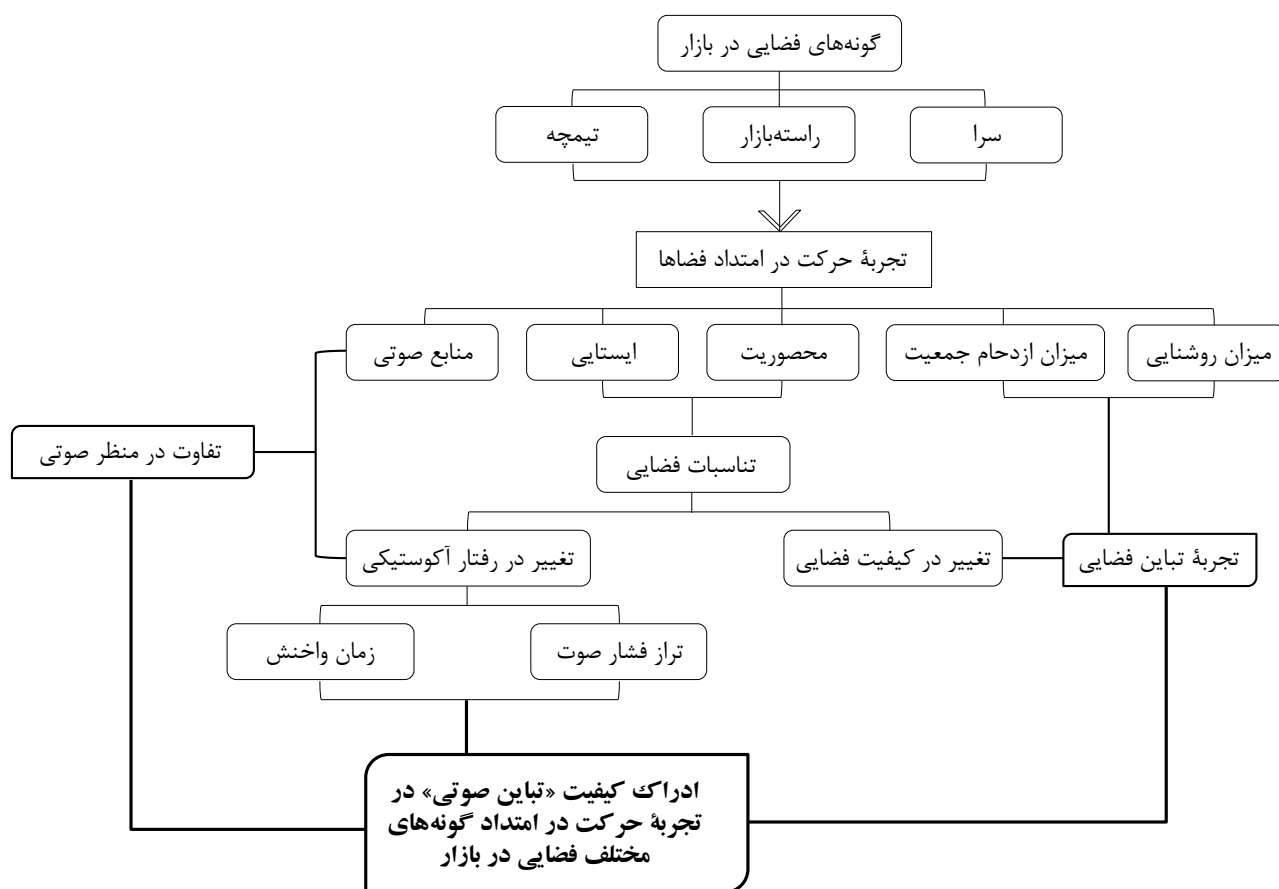 گونه‌های فضایی در بازار
سرا
راسته‌بازار
تیمچه
تجربهٔ حرکت در امتداد فضاها
میزان روشنایی
میزان ازدحام جمعیت
محصوریت
ایستایی
منابع صوتی
تفاوت در منظر صوتی
تناسبات فضایی
تجربهٔ تباین فضایی
تغییر در کیفیت فضایی
تغییر در رفتار آکوستیکی
تراز فشار صوت
زمان واخنش
ادراک کیفیت «تباین صوتی» در
تجربهٔ حرکت در امتداد گونه‌های
مختلف فضایی در بازار